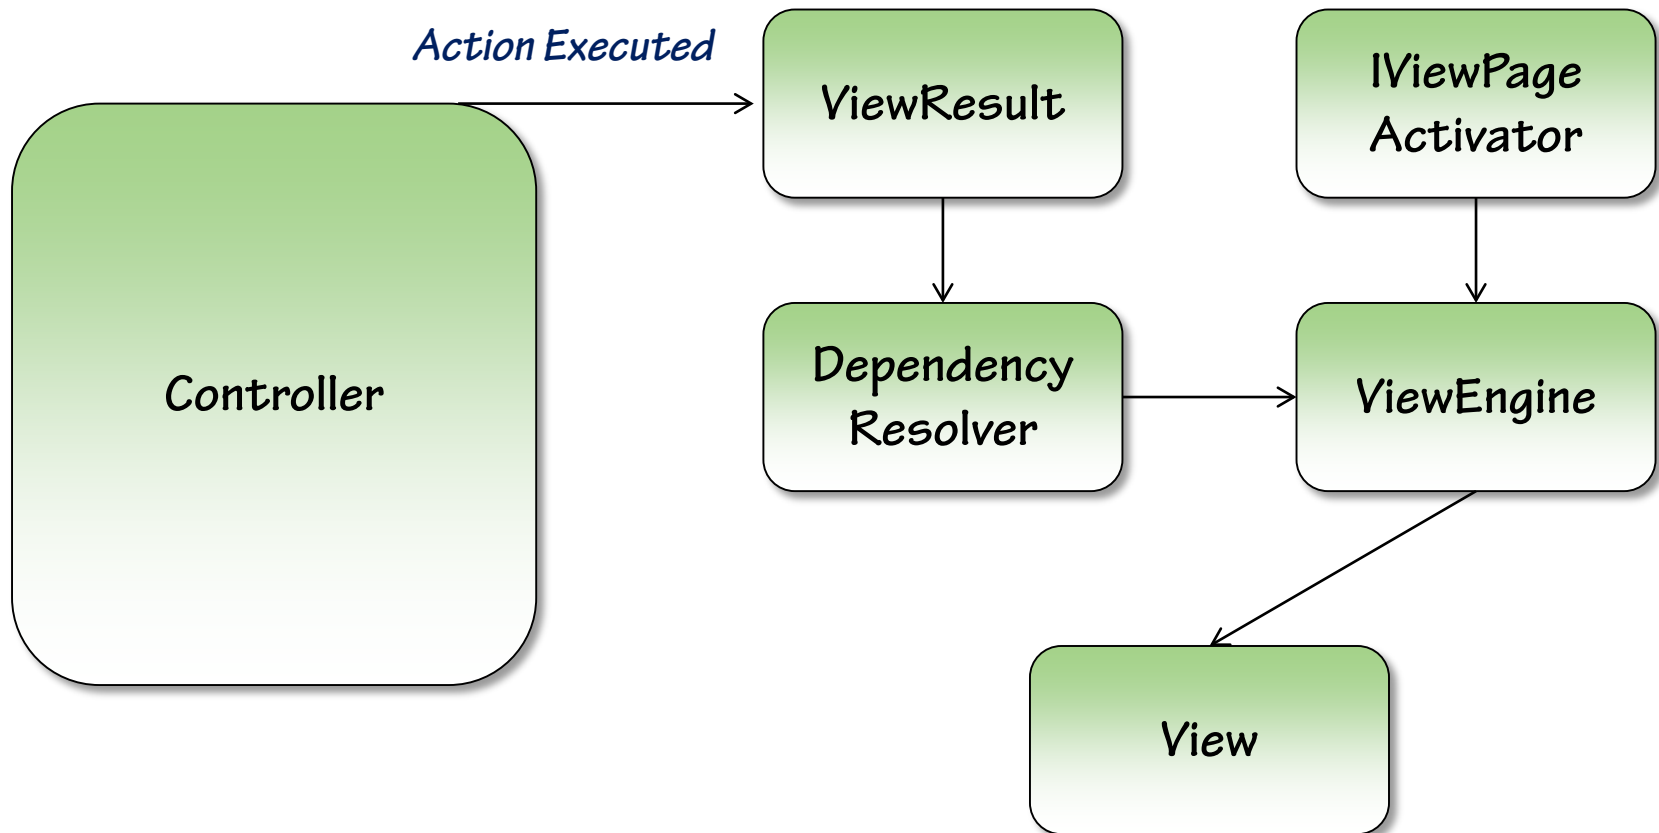 Action Executed
ViewResult
IViewPage
Activator
Controller
Dependency
Resolver
ViewEngine
View